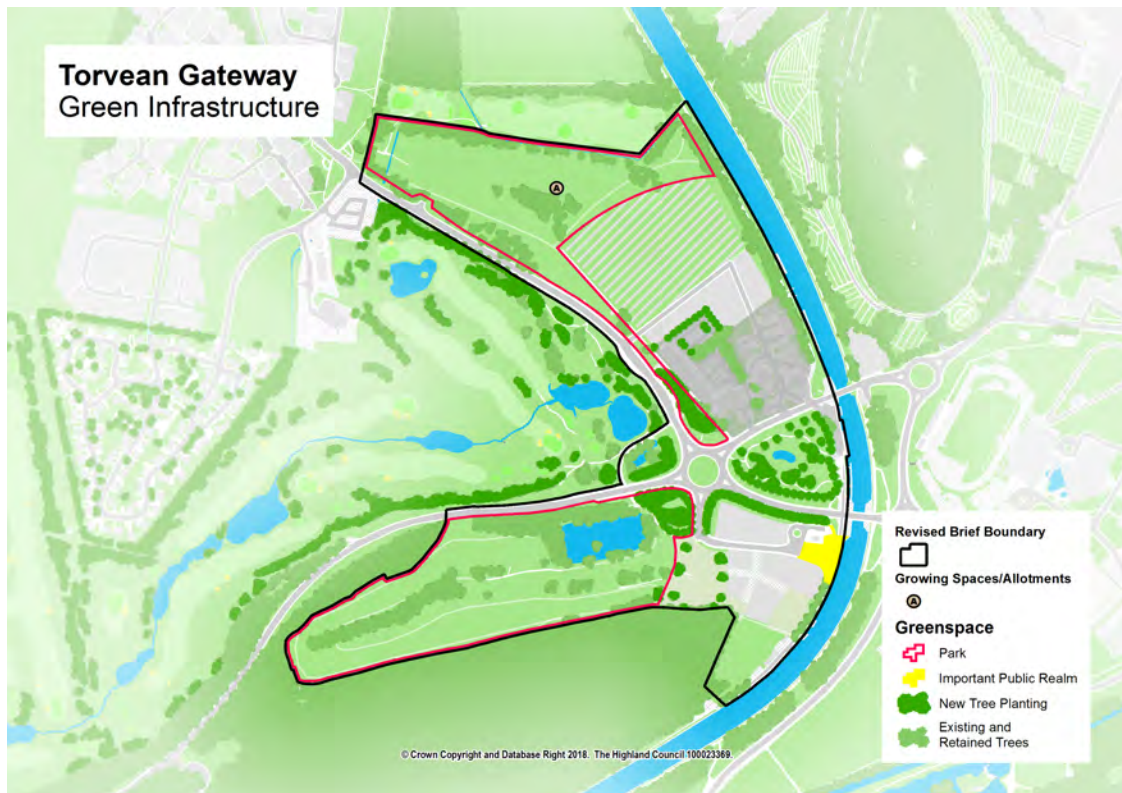 Torvean Gateway
Green Infrastructure
A
Revised Brief Boundary
Growing Spaces/Allotments
A
Greenspace
Park
Important Public Realm
New Tree Planting
Existing and
Retained Trees
© Crown Copyright and Database Right 2018. The Highland Council 100023369.